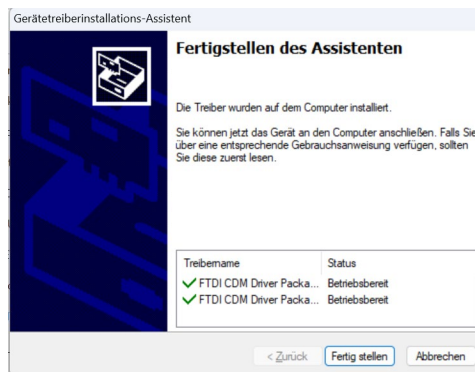 Gerätetreiberinstallations-Assistent
Fertigstellen des Assistenten
Die Treiber wurden auf dem Computer installiert.
Sie können jetzt das Gerät an den Computer anschließen. Falls Sie
über eine entsprechende Gebrauchsanweisung verfügen, sollten
Sie diese zuerst lesen.
Treibername Status
FTDI CDM Driver Packa... Betriebsbereit
FTDI CDM Driver Packa... Betriebsbereit
< Zurück Fertig stellen Abbrechen